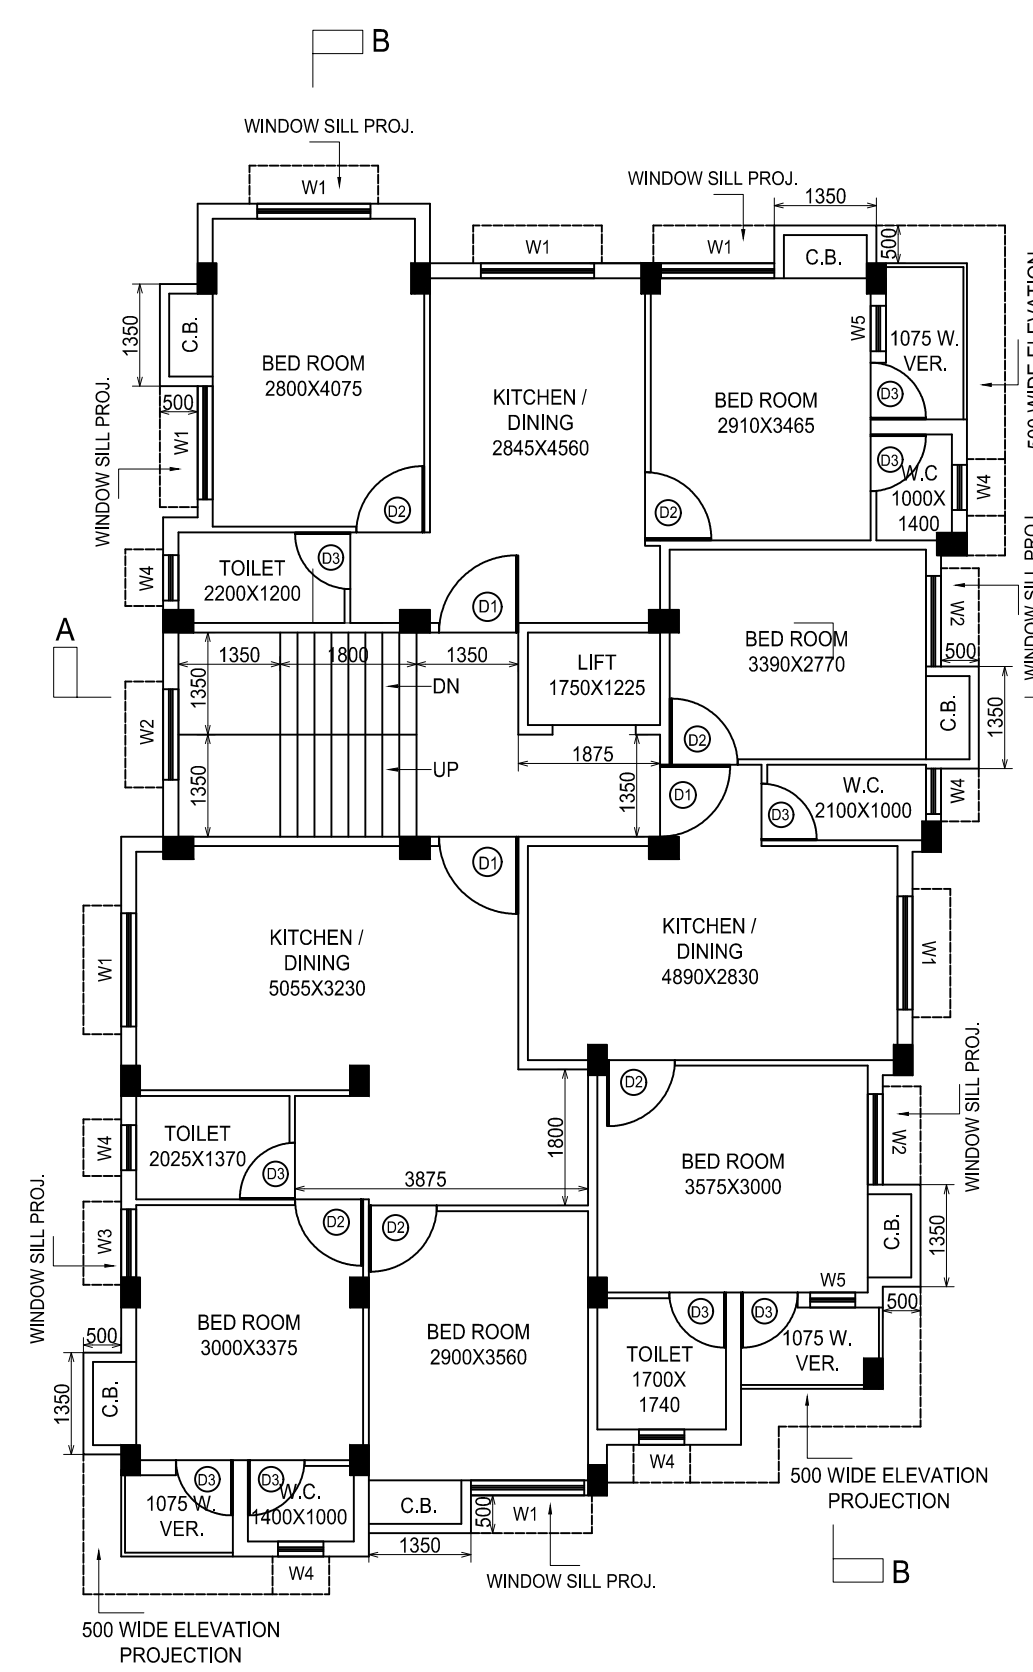 B
WINDOW SILL PROJ.
W1
WINDOW SILL PROJ.
1350
W1
W1
C.B.
500
500 WIDE ELEVATION
1350
C.B.
BED ROOM
2800X4075
KITCHEN /
DINING
2845X4560
BED ROOM
2910X3465
W5
1075 W.
VER.
D3
500
W1
WINDOW SILL PROJ.
D2
D2
D3
W.C
1000X
1400
W4
W4
TOILET
2200X1200
D3
D1
WINDOW SILL PROJ.
W2
A
1350
1800
1350
1350
LIFT
1750X1225
BED ROOM
3390X2770
500
DN
W2
C.B.
1350
D2
1875
UP
1350
1350
D1
W.C.
2100X1000
D3
W4
D1
KITCHEN /
DINING
5055X3230
KITCHEN /
DINING
4890X2830
W1
W1
D2
WINDOW SILL PROJ.
W2
W4
TOILET
2025X1370
D3
1800
3875
BED ROOM
3575X3000
W3
WINDOW SILL PROJ.
D2
D2
C.B.
1350
W5
500
BED ROOM
3000X3375
BED ROOM
2900X3560
D3
D3
500
1350
C.B.
TOILET
1700X
1740
1075 W.
VER.
W4
D3
D3
1075 W.
VER.
W.C.
1400X1000
C.B.
500
W1
1350
W4
500 WIDE ELEVATION
PROJECTION
WINDOW SILL PROJ.
B
500 WIDE ELEVATION
PROJECTION